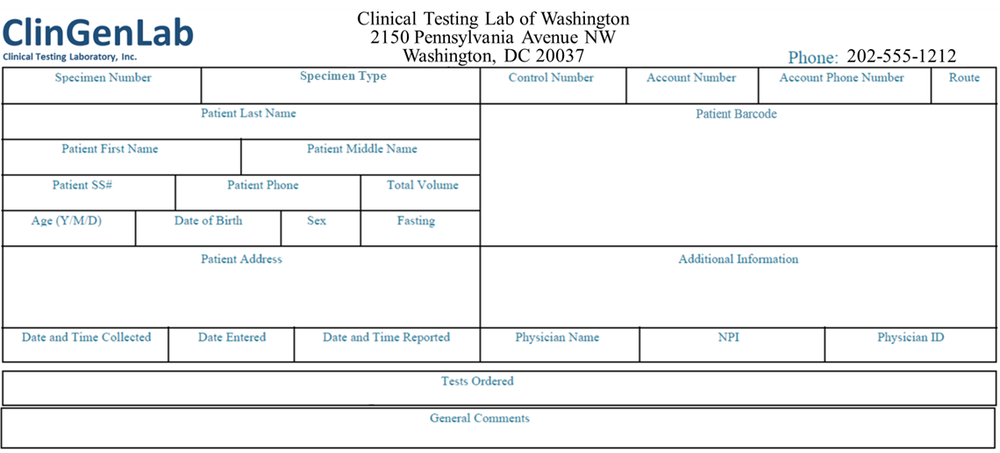 ClinGenLab
Clinical Testing Laboratory, Inc.
Clinical Testing Lab of Washington
2150 Pennsylvania Avenue NW
Washington, DC 20037
Phone: 202-555-1212
Specimen Number Specimen Type Control Number Account Number Account Phone Number Route
Patient Last Name Patient Barcode
Patient First Name Patient Middle Name
Patient SS# Patient Phone Total Volume
Age (Y/M/D) Date of Birth Sex Fasting
Patient Address Additional Information
Date and Time Collected Date Entered Date and Time Reported Physician Name NPI Physician ID
Tests Ordered
General Comments